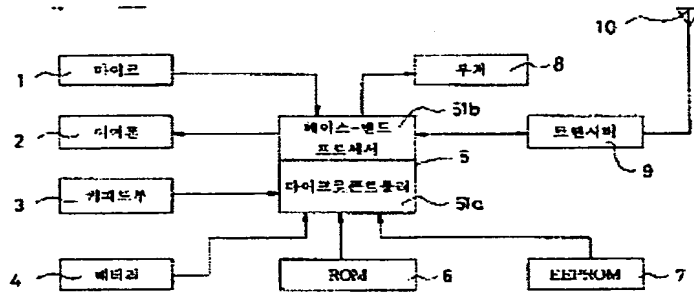 10
1 마이크
부저 8
51b
2 이어폰
베이스-밴드
프로세서
트랜시버
9
5
3 키패드부
마이크로콘트롤러
51a
4 배터리
ROM 6
EEPROM 7